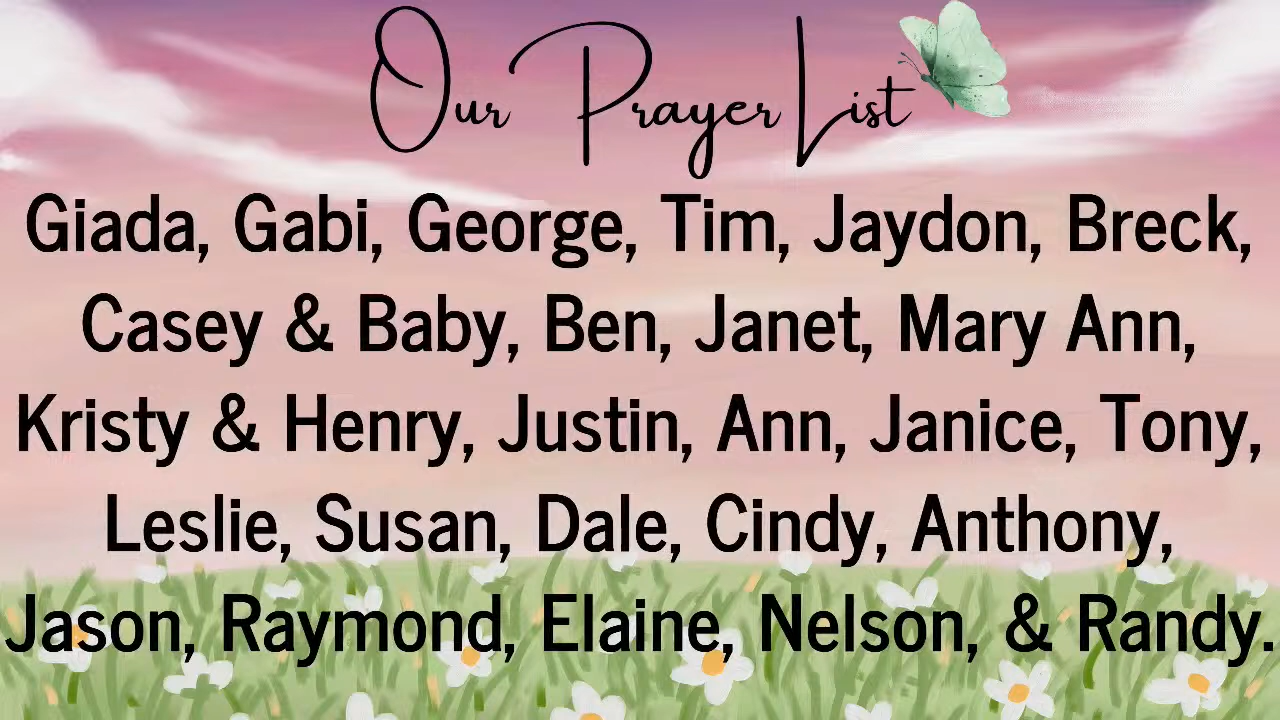 Our Prayer List
Giada, Gabi, George, Tim, Jaydon, Breck,
Casey & Baby, Ben, Janet, Mary Ann,
Kristy & Henry, Justin, Ann, Janice, Tony,
Leslie, Susan, Dale, Cindy, Anthony,
Jason, Raymond, Elaine, Nelson, & Randy.